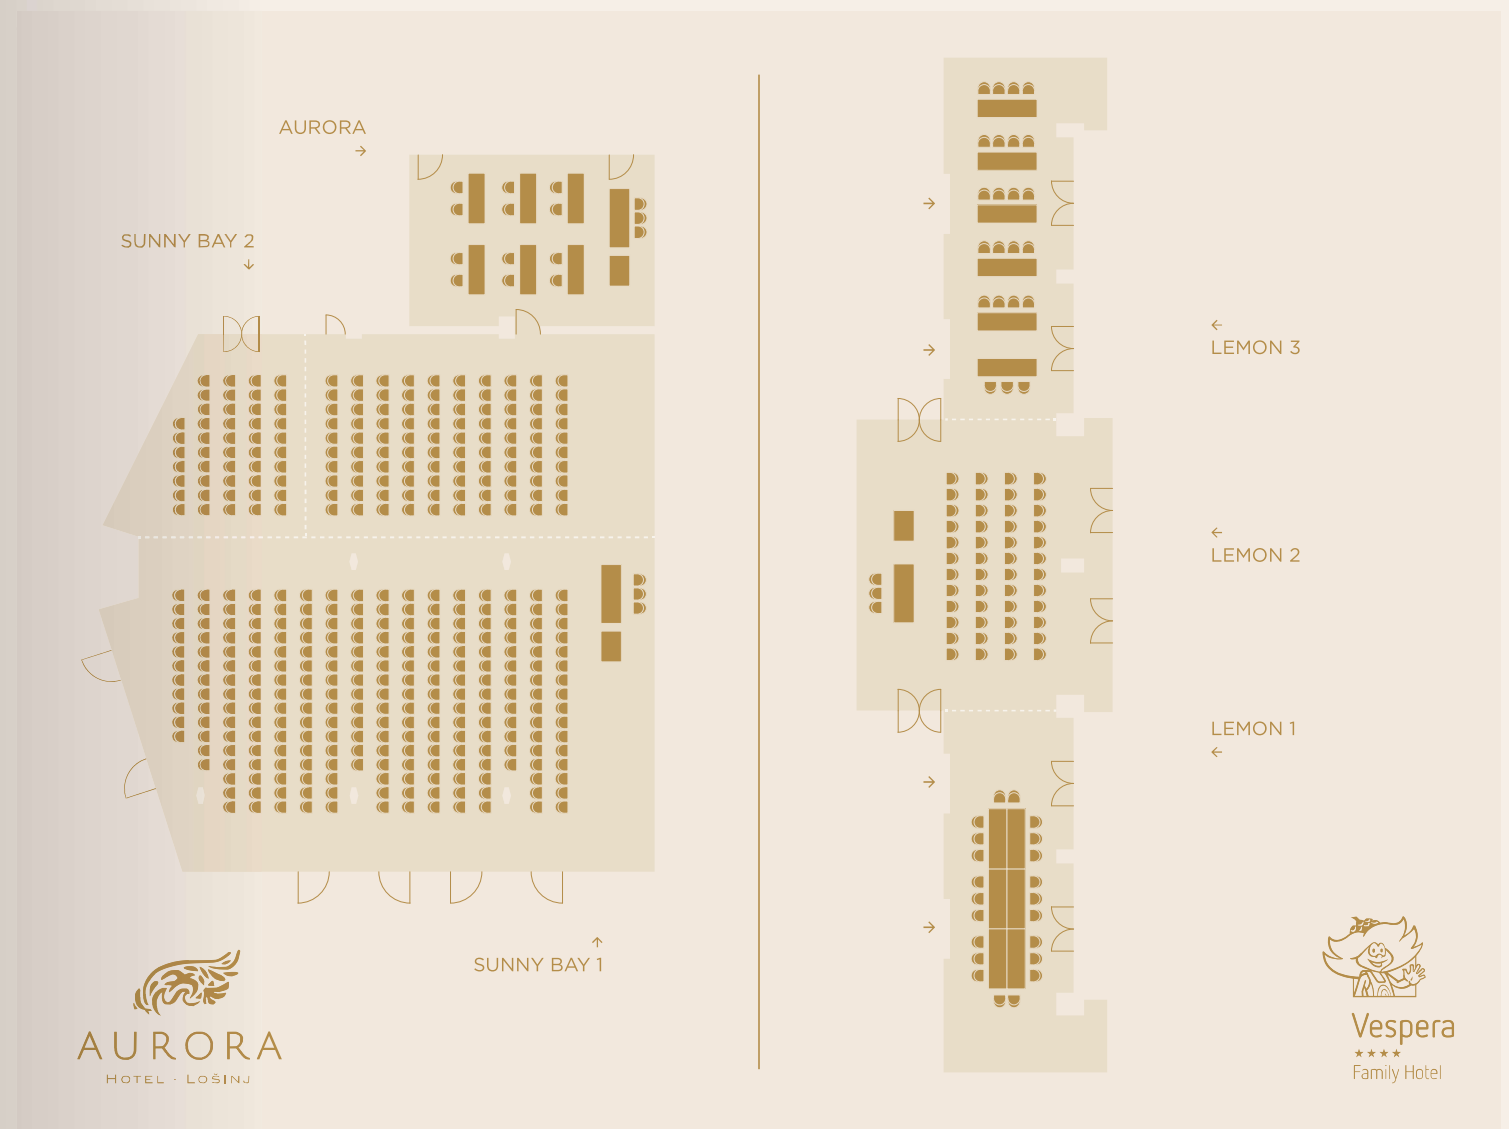 AURORA
SUNNY BAY 2
SUNNY BAY 1
AURORA
HOTEL · LOŠINJ
LEMON 3
LEMON 2
LEMON 1
Vespera
★★★★
Family Hotel